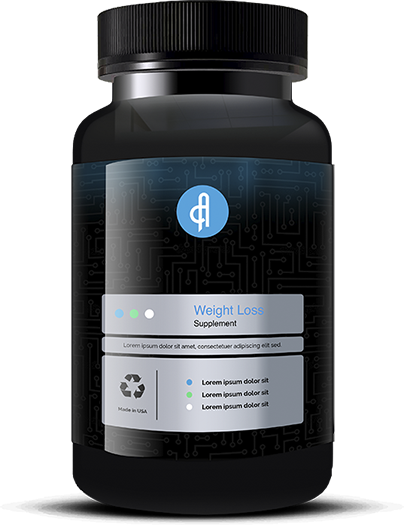 Weight Loss
Supplement
Lorem ipsum dolor sit amet, consectetuer adipiscing elit sed.
Made in USA
Lorem ipsum dolor sit
Lorem ipsum dolor sit
Lorem ipsum dolor sit